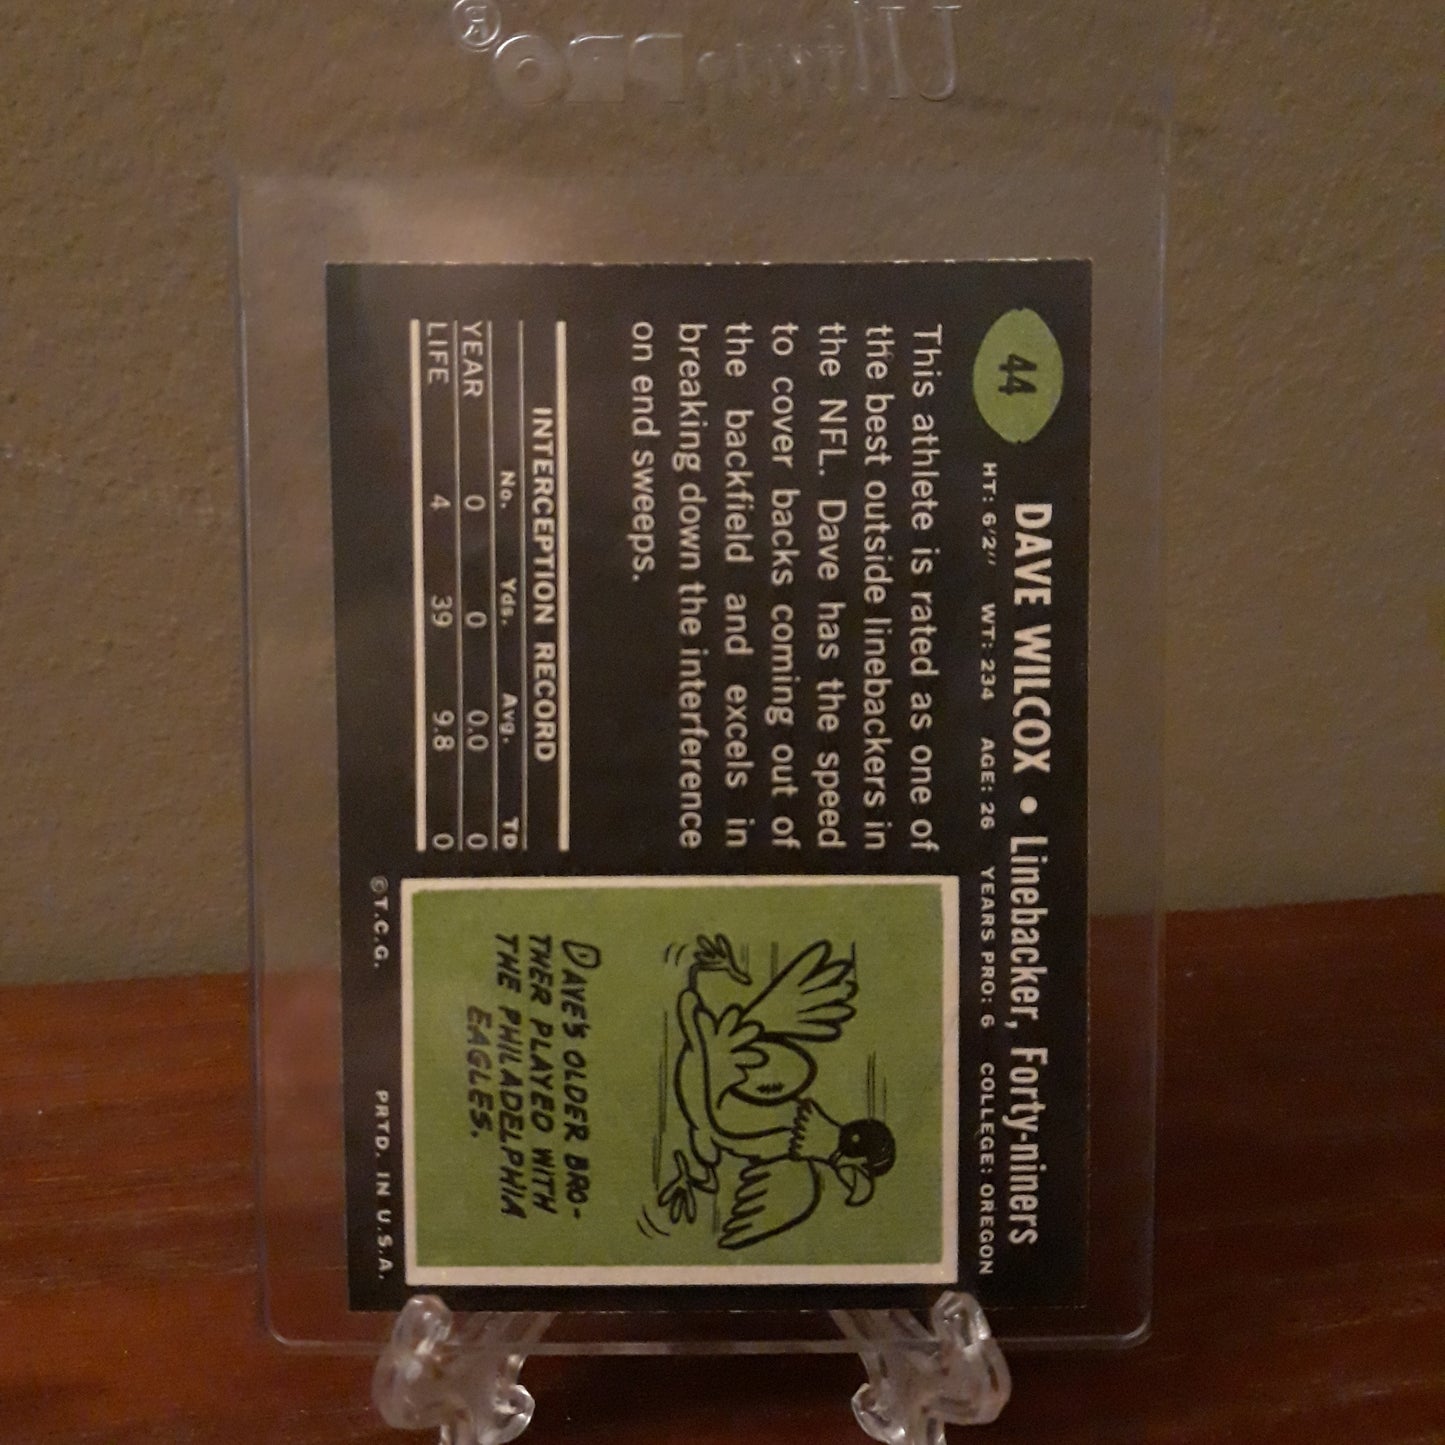 Ultra PRO®
44
DAVE WILCOX • Linebacker, Forty-niners
HT: 6'2" WT: 234 AGE: 26 YEARS PRO: 6 COLLEGE: OREGON
This athlete is rated as one of
the best outside linebackers in
the NFL. Dave has the speed
to cover backs coming out of
the backfield and excels in
breaking down the interference
on end sweeps.
INTERCEPTION RECORD
No. Yds. Avg. TD
YEAR 0 0 0.0 0
LIFE 4 39 9.8 0
DAVE'S OLDER BRO-
THER PLAYED WITH
THE PHILADELPHIA
EAGLES.
©T.C.G. PRTD. IN U.S.A.